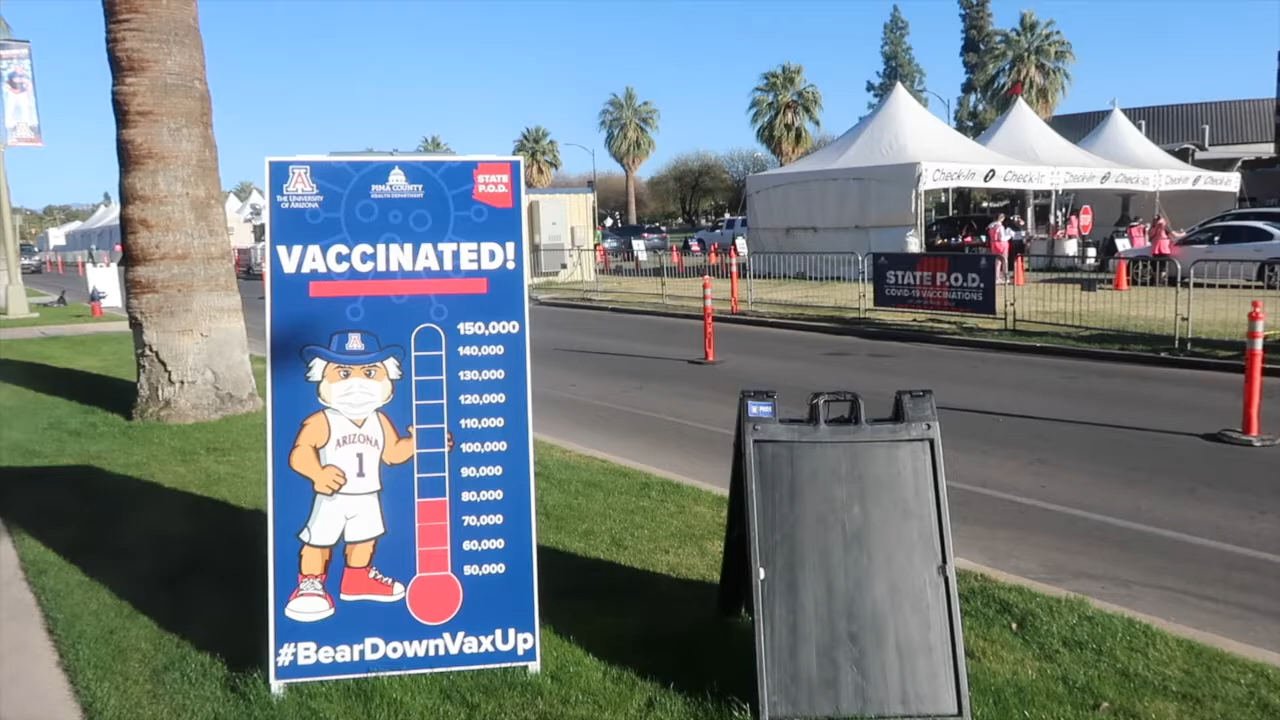 THE UNIVERSITY
OF ARIZONA
PIMA COUNTY
HEALTH DEPARTMENT
STATE
P.O.D.
VACCINATED!
150,000
140,000
130,000
120,000
110,000
100,000
90,000
80,000
70,000
60,000
50,000
A
ARIZONA
1
#BearDownVaxUp
Check-In
Check-In
Check-In
Check-In
STOP
STATE P.O.D.
COVID-19 VACCINATIONS